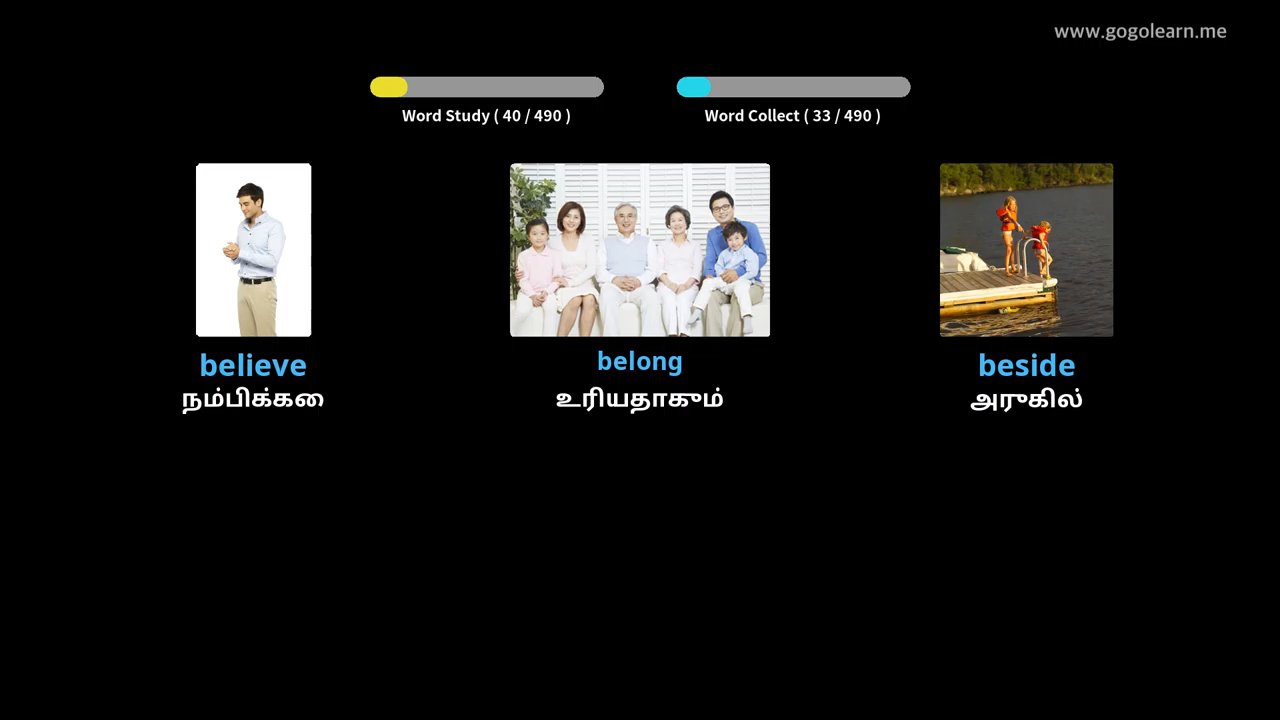 www.gogolearn.me
Word Study ( 40 / 490 )
Word Collect ( 33 / 490 )
believe
belong
beside
நம்பிக்கை
உரியதாகும்
அருகில்